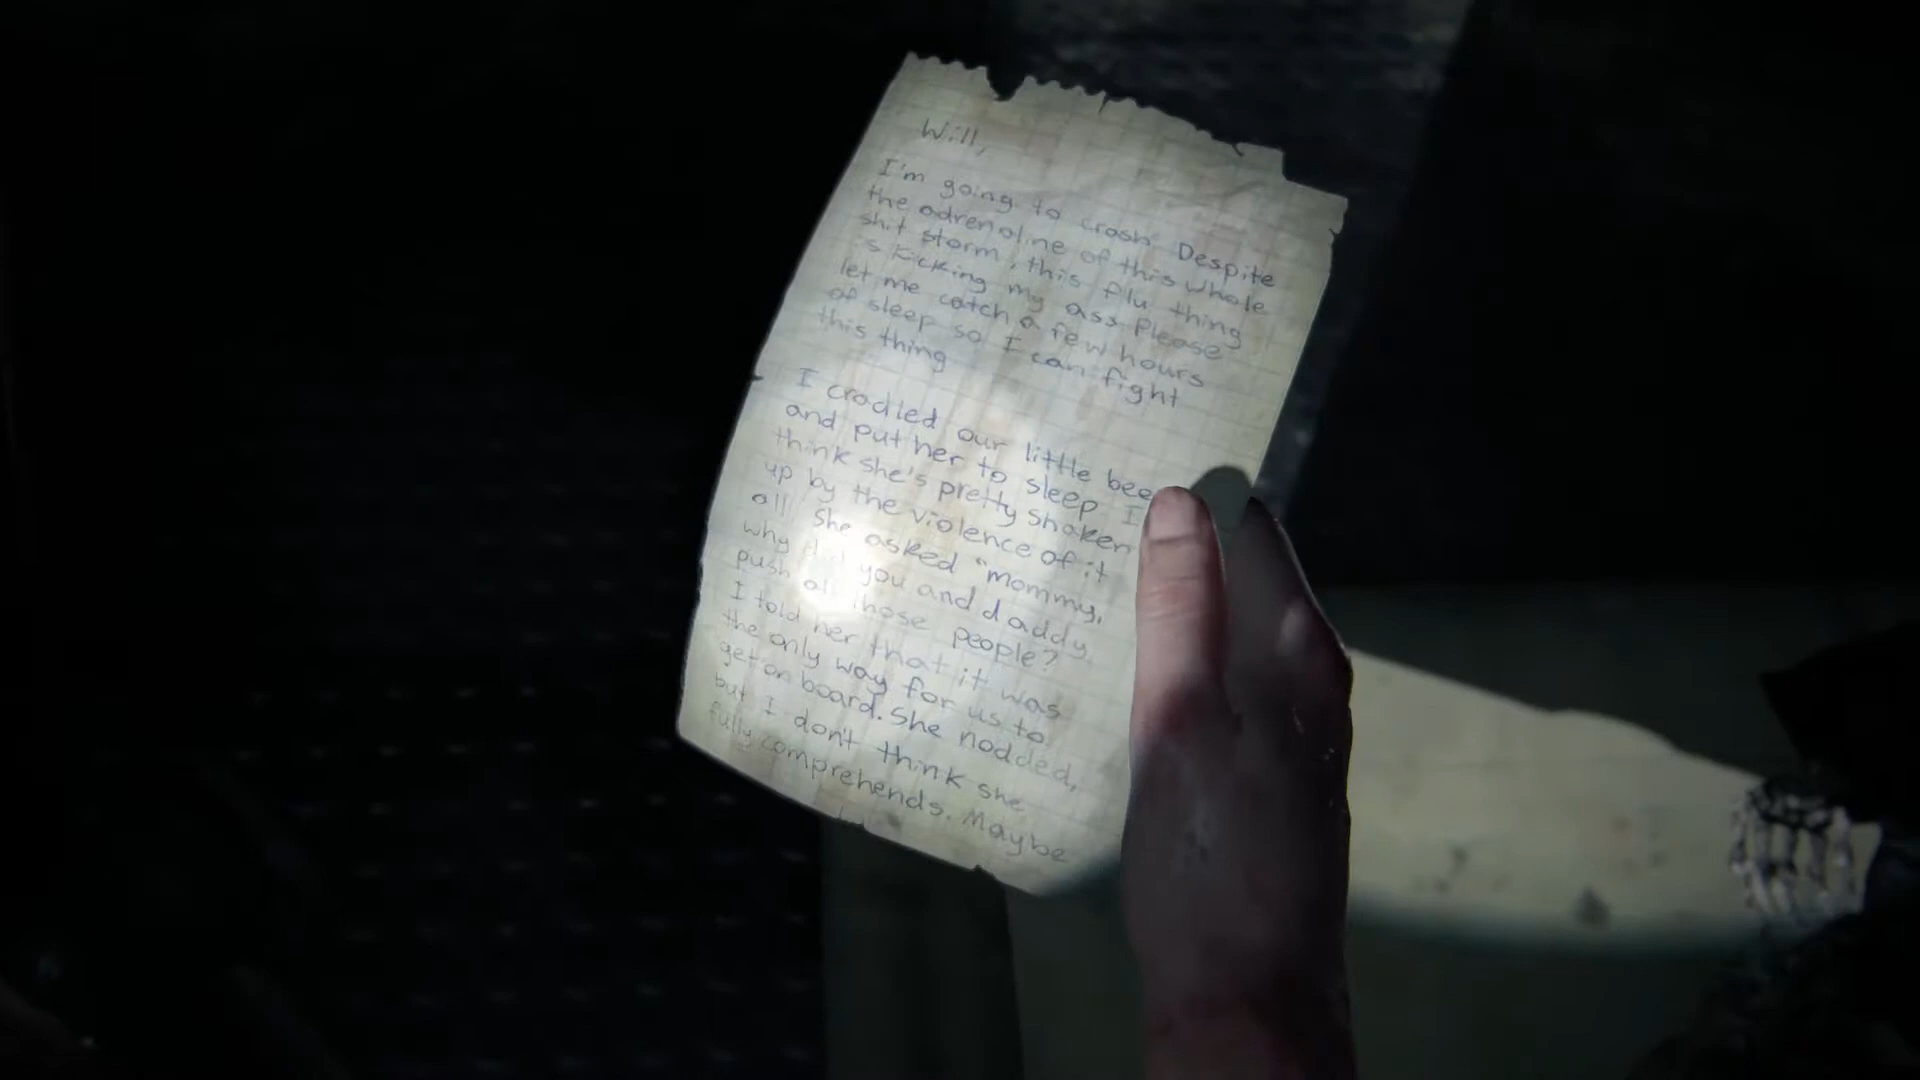 Will,
I'm going to crash Despite
the adrenaline of this whole
shit storm, this flu thing
s kicking my ass. Please
let me catch a few hours
of sleep so I can fight
this thing
I cradled our little bee
and put her to sleep I
think she's pretty shaken
up by the violence of it
all She asked "mommy,
why you and daddy
push those people?
I told her that it was
the only way for us to
get on board. She nodded,
but I don't think she
fully comprehends. Maybe